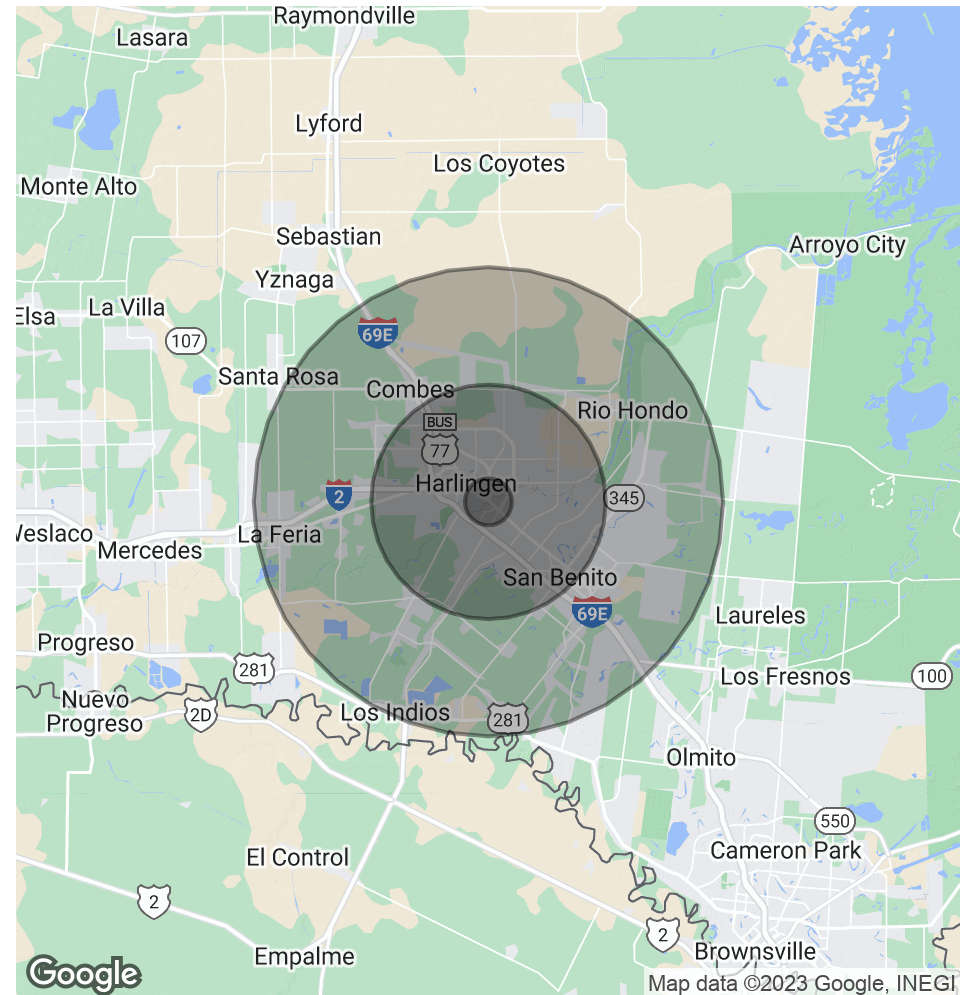 Raymondville
Lasara
Lyford
Los Coyotes
Monte Alto
Sebastian
Arroyo City
Yznaga
La Villa
Elsa
69E
107
Santa Rosa
Combes
Rio Hondo
BUS
77
Harlingen
2
345
Weslaco
La Feria
Mercedes
San Benito
69E
Laureles
Progreso
281
Los Fresnos
100
Nuevo
Progreso
2D
Los Indios
281
Olmito
550
El Control
Cameron Park
2
2
Empalme
Brownsville
Google
Map data ©2023 Google, INEGI